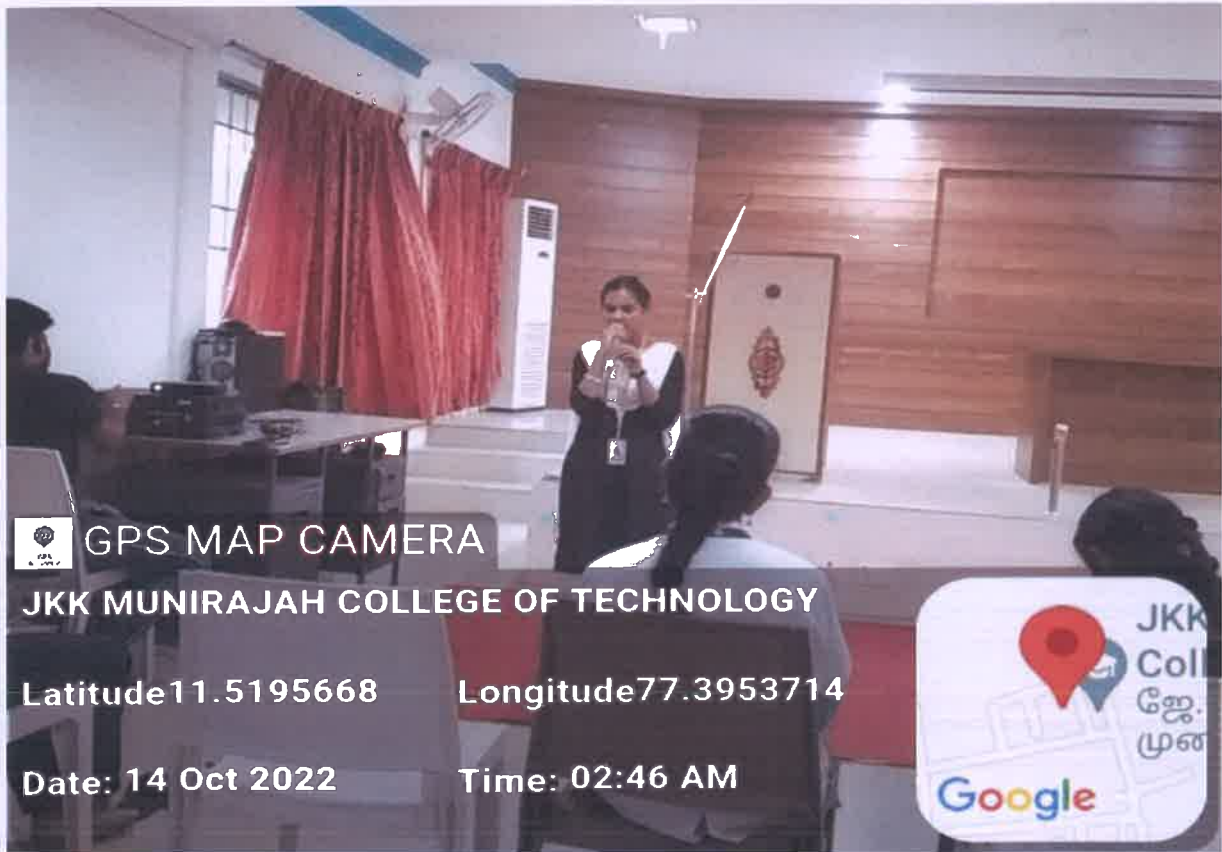 GPS MAP CAMERA
JKK MUNIRAJAH COLLEGE OF TECHNOLOGY
Latitude11.5195668 Longitude77.3953714
Date: 14 Oct 2022 Time: 02:46 AM
JKK
Coll
ஜே.
முன
Google